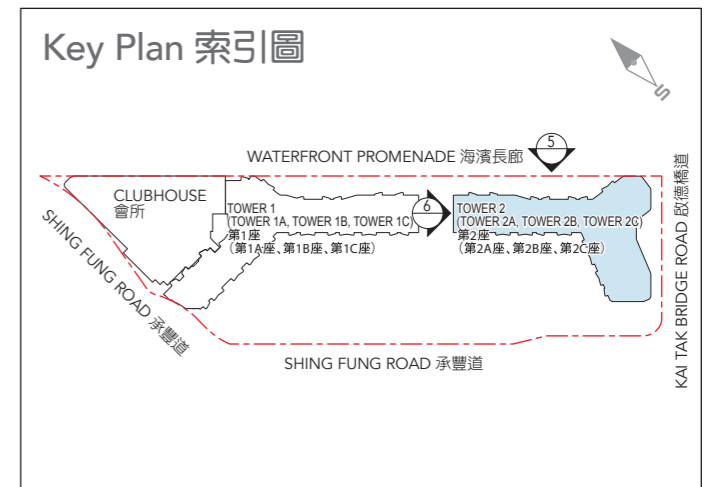 Key Plan 索引圖
S
WATERFRONT PROMENADE 海濱長廊
5
CLUBHOUSE
會所
TOWER 1
(TOWER 1A, TOWER 1B, TOWER 1C)
第1座
（第1A座、第1B座、第1C座）
6
TOWER 2
(TOWER 2A, TOWER 2B, TOWER 2C)
第2座
（第2A座、第2B座、第2C座）
SHING FUNG ROAD 承豐道
SHING FUNG ROAD 承豐道
KAI TAK BRIDGE ROAD 啟德橋道